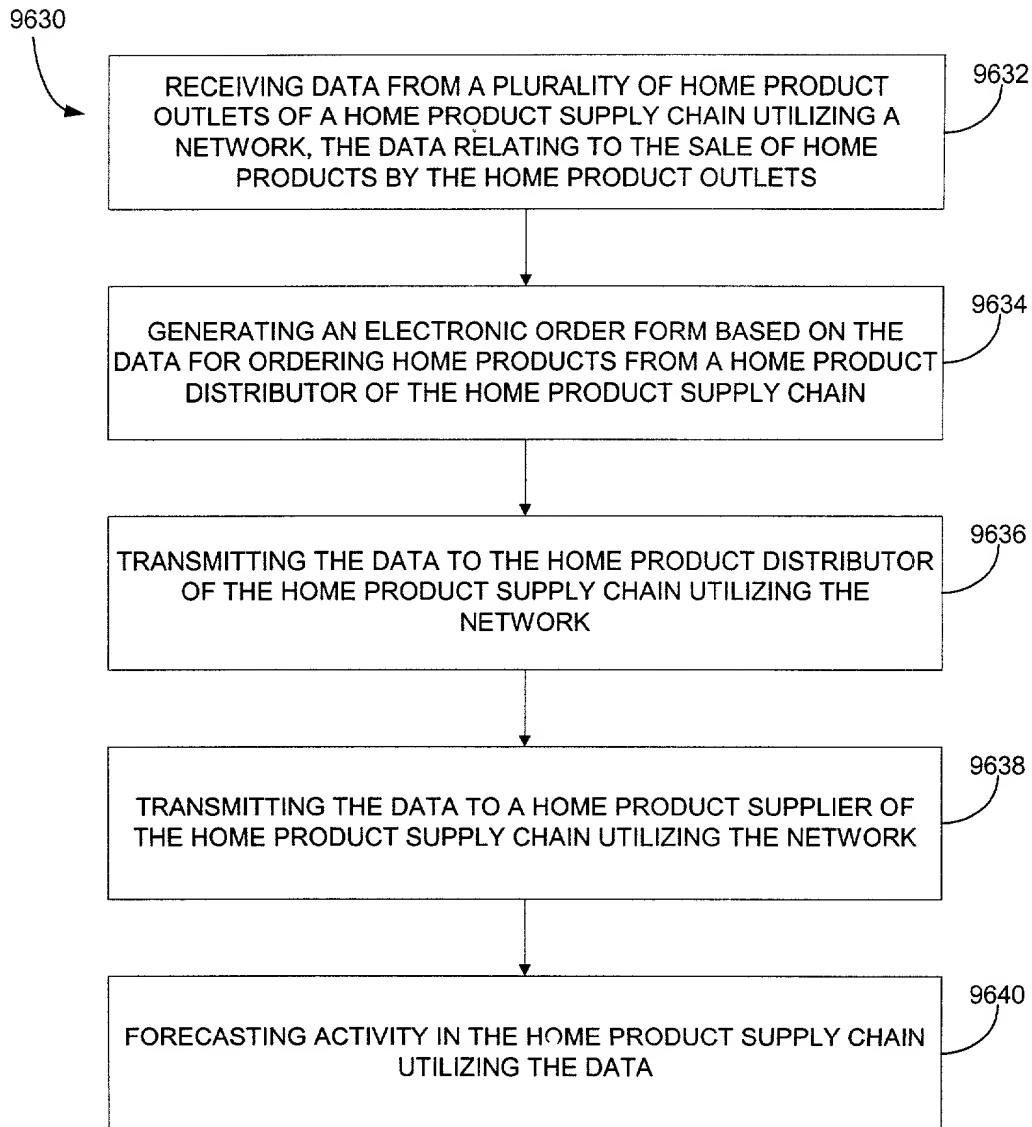 9630
RECEIVING DATA FROM A PLURALITY OF HOME PRODUCT
OUTLETS OF A HOME PRODUCT SUPPLY CHAIN UTILIZING A
NETWORK, THE DATA RELATING TO THE SALE OF HOME
PRODUCTS BY THE HOME PRODUCT OUTLETS
9632
GENERATING AN ELECTRONIC ORDER FORM BASED ON THE
DATA FOR ORDERING HOME PRODUCTS FROM A HOME PRODUCT
DISTRIBUTOR OF THE HOME PRODUCT SUPPLY CHAIN
9634
TRANSMITTING THE DATA TO THE HOME PRODUCT DISTRIBUTOR
OF THE HOME PRODUCT SUPPLY CHAIN UTILIZING THE
NETWORK
9636
TRANSMITTING THE DATA TO A HOME PRODUCT SUPPLIER OF
THE HOME PRODUCT SUPPLY CHAIN UTILIZING THE NETWORK
9638
FORECASTING ACTIVITY IN THE HOME PRODUCT SUPPLY CHAIN
UTILIZING THE DATA
9640